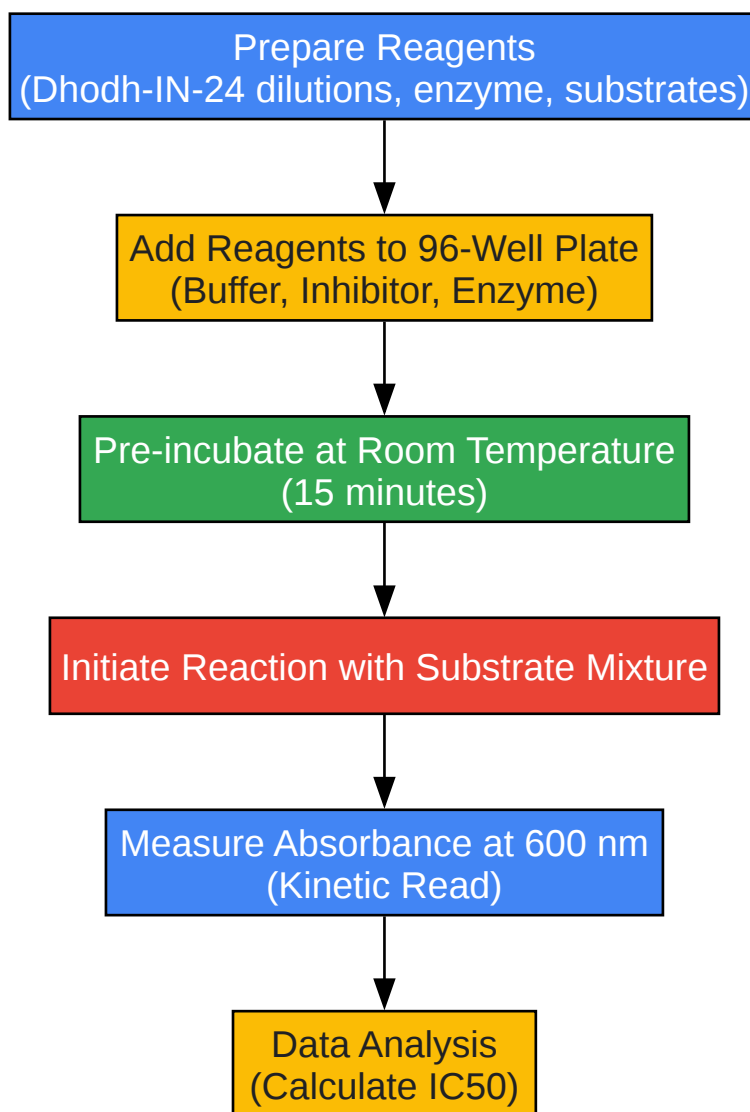 Prepare Reagents
(Dhodh-IN-24 dilutions, enzyme, substrates)
Add Reagents to 96-Well Plate
(Buffer, Inhibitor, Enzyme)
Pre-incubate at Room Temperature
(15 minutes)
Initiate Reaction with Substrate Mixture
Measure Absorbance at 600 nm
(Kinetic Read)
Data Analysis
(Calculate IC50)